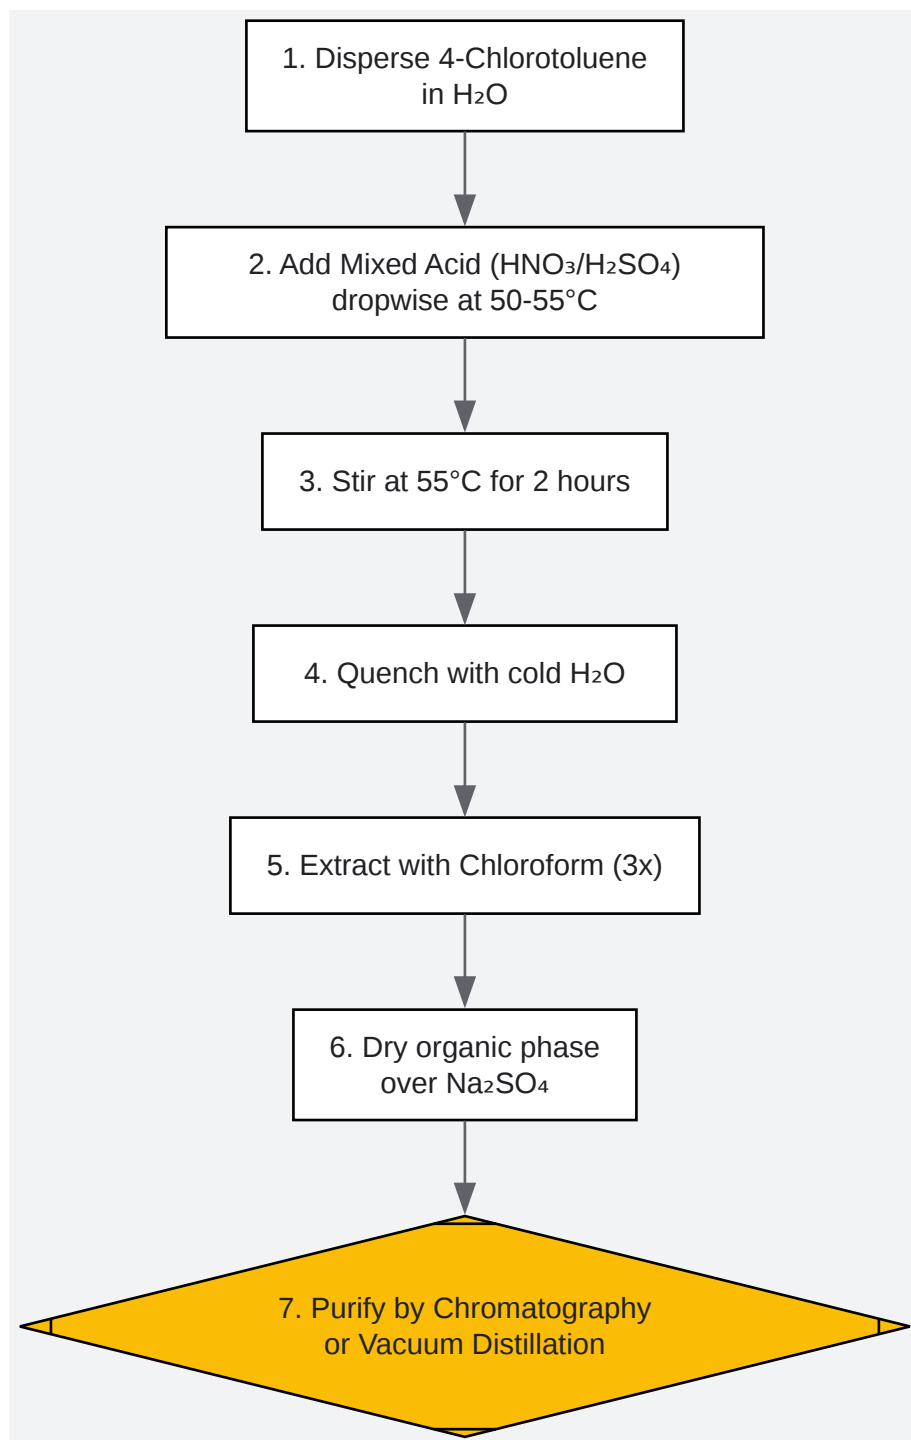 1. Disperse 4-Chlorotoluene
in H₂O
2. Add Mixed Acid (HNO₃/H₂SO₄)
dropwise at 50-55°C
3. Stir at 55°C for 2 hours
4. Quench with cold H₂O
5. Extract with Chloroform (3x)
6. Dry organic phase
over Na₂SO₄
7. Purify by Chromatography
or Vacuum Distillation